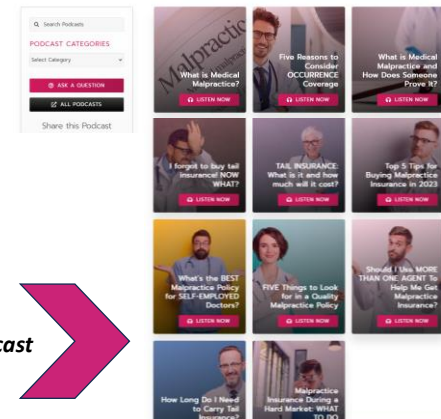 Search Podcasts
PODCAST CATEGORIES
Select Category
ASK A QUESTION
ALL PODCASTS
Share this Podcast
Malpractic
What is Medical
Malpractice?
LISTEN NOW
Five Reasons to
Consider
OCCURRENCE
Coverage
LISTEN NOW
What is Medical
Malpractice and
How Does Someone
Prove It?
LISTEN NOW
I forgot to buy tail
insurance! NOW
WHAT?
LISTEN NOW
TAIL INSURANCE:
What is it and how
much will it cost?
LISTEN NOW
Top 5 Tips for
Buying Malpractice
Insurance in 2023
LISTEN NOW
What's the BEST
Malpractice Policy
for SELF-EMPLOYED
Doctors?
LISTEN NOW
FIVE Things to Look
for in a Quality
Malpractice Policy
LISTEN NOW
Should I Use MORE
THAN ONE AGENT To
Help Me Get
Malpractice
Insurance?
LISTEN NOW
cast
How Long Do I Need
to Carry Tail
Insurance?
Malpractice
Insurance During a
Hard Market: WHAT
TO DO